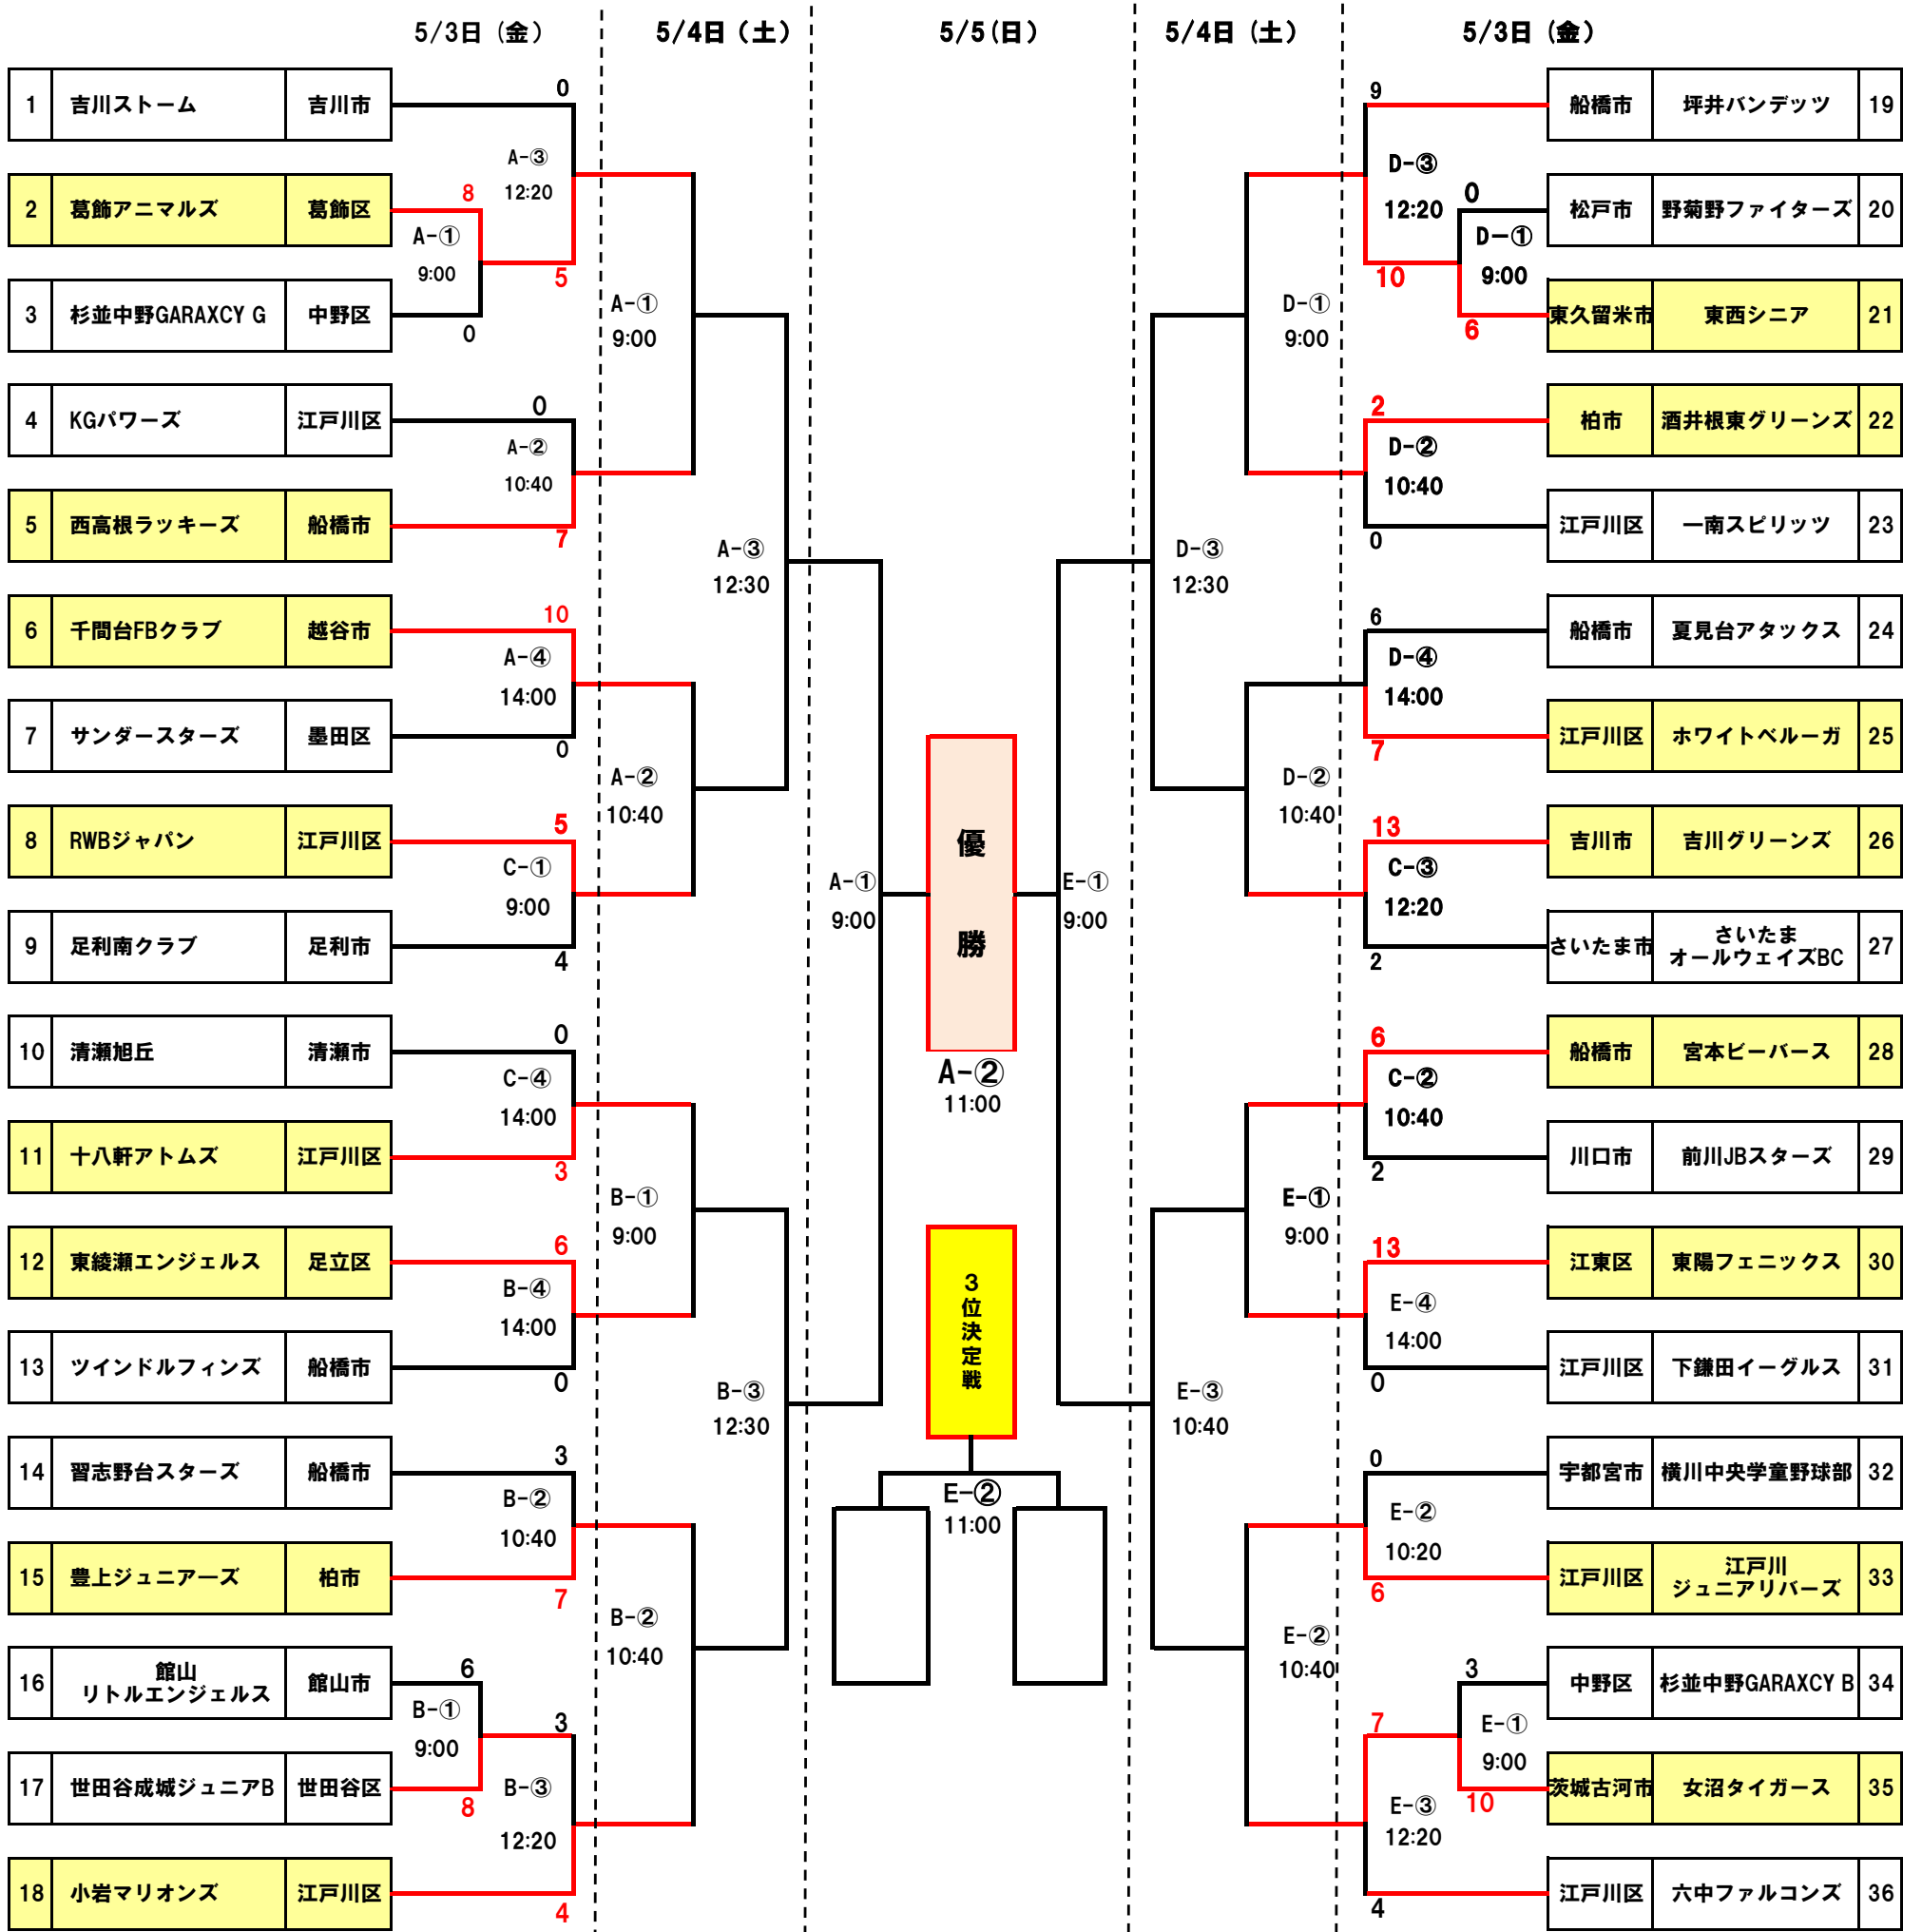 5/3日（金）
5/4日（土）
5/5(日)
5/4日（土）
5/3日（金）
1 吉川ストーム 吉川市
0
A-③
12:20
2 葛飾アニマルズ 葛飾区
8
A-①
9:00
5
3 杉並中野GARAXCY G 中野区
0
A-①
9:00
4 KGパワーズ 江戸川区
0
A-②
10:40
5 西高根ラッキーズ 船橋市
7
A-③
12:30
6 千間台FBクラブ 越谷市
10
A-④
14:00
7 サンダースターズ 墨田区
0
A-②
10:40
8 RWBジャパン 江戸川区
5
C-①
9:00
9 足利南クラブ 足利市
4
10 清瀬旭丘 清瀬市
0
C-④
14:00
11 十八軒アトムズ 江戸川区
3
B-①
9:00
12 東綾瀬エンジェルス 足立区
6
B-④
14:00
13 ツインドルフィンズ 船橋市
0
B-③
12:30
14 習志野台スターズ 船橋市
3
B-②
10:40
15 豊上ジュニア―ズ 柏市
7
B-②
10:40
16 館山
リトルエンジェルス 館山市
6
B-①
9:00
3
17 世田谷成城ジュニアB 世田谷区
8
B-③
12:20
18 小岩マリオンズ 江戸川区
4
A-①
9:00
優
勝
A-②
11:00
E-①
9:00
3
位
決
定
戦
E-②
11:00
9
船橋市 坪井バンデッツ 19
D-③
12:20
0
松戸市 野菊野ファイターズ 20
D-①
9:00
10
6
東久留米市 東西シニア 21
D-①
9:00
2
柏市 酒井根東グリーンズ 22
D-②
10:40
0
江戸川区 一南スピリッツ 23
D-③
12:30
6
船橋市 夏見台アタックス 24
D-④
14:00
7
江戸川区 ホワイトベルーガ 25
D-②
10:40
13
吉川市 吉川グリーンズ 26
C-③
12:20
2
さいたま市 さいたま
オールウェイズBC 27
6
船橋市 宮本ビーバース 28
C-②
10:40
2
川口市 前川JBスターズ 29
E-①
9:00
13
江東区 東陽フェニックス 30
E-④
14:00
0
江戸川区 下鎌田イーグルス 31
E-③
10:40
0
宇都宮市 横川中央学童野球部 32
E-②
10:20
6
江戸川区 江戸川
ジュニアリバーズ 33
E-②
10:40
3
中野区 杉並中野GARAXCY B 34
7
E-①
9:00
10
茨城古河市 女沼タイガース 35
E-③
12:20
4
江戸川区 六中ファルコンズ 36